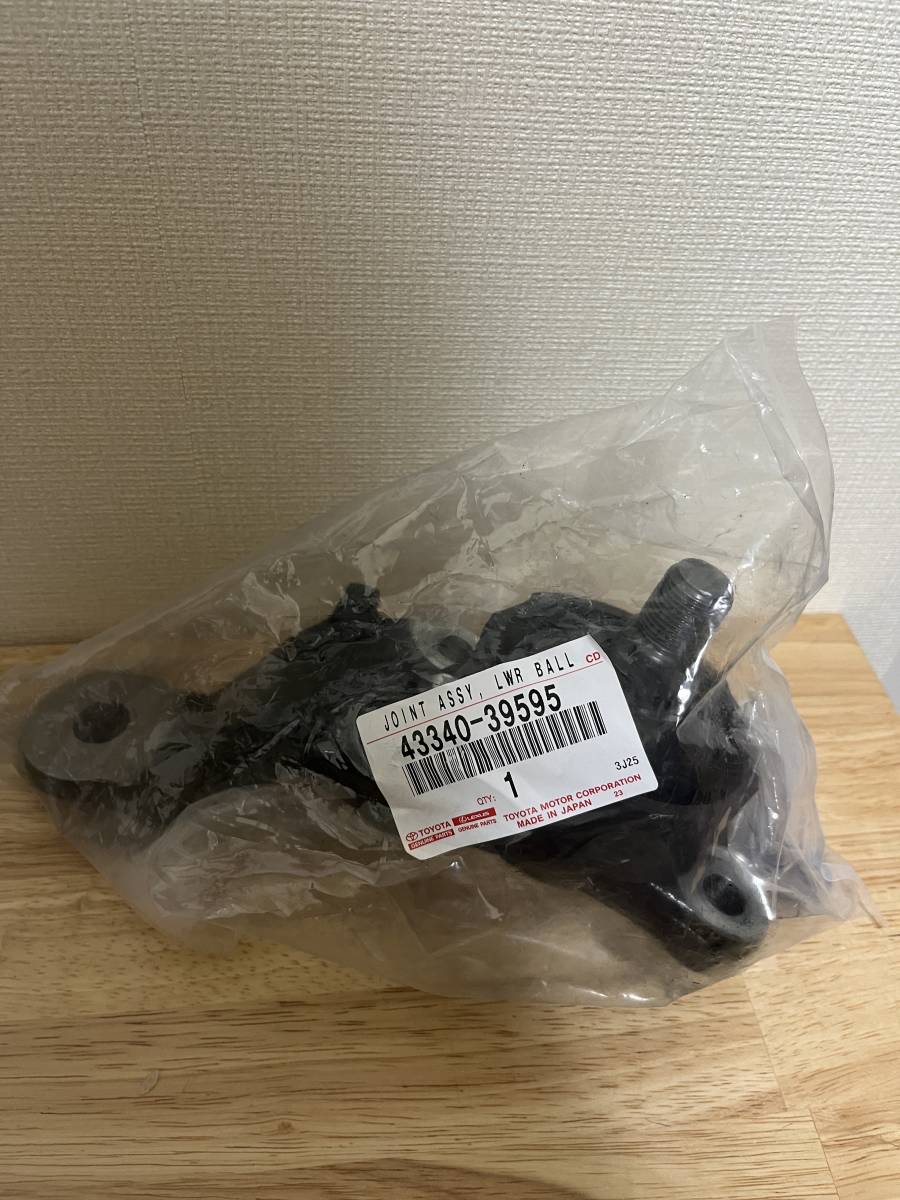 JOINT ASSY, LWR BALL CD
43340-39595
QTY: 1 3J25
TOYOTA LEXUS TOYOTA MOTOR CORPORATION
GENUINE PARTS GENUINE PARTS MADE IN JAPAN 23